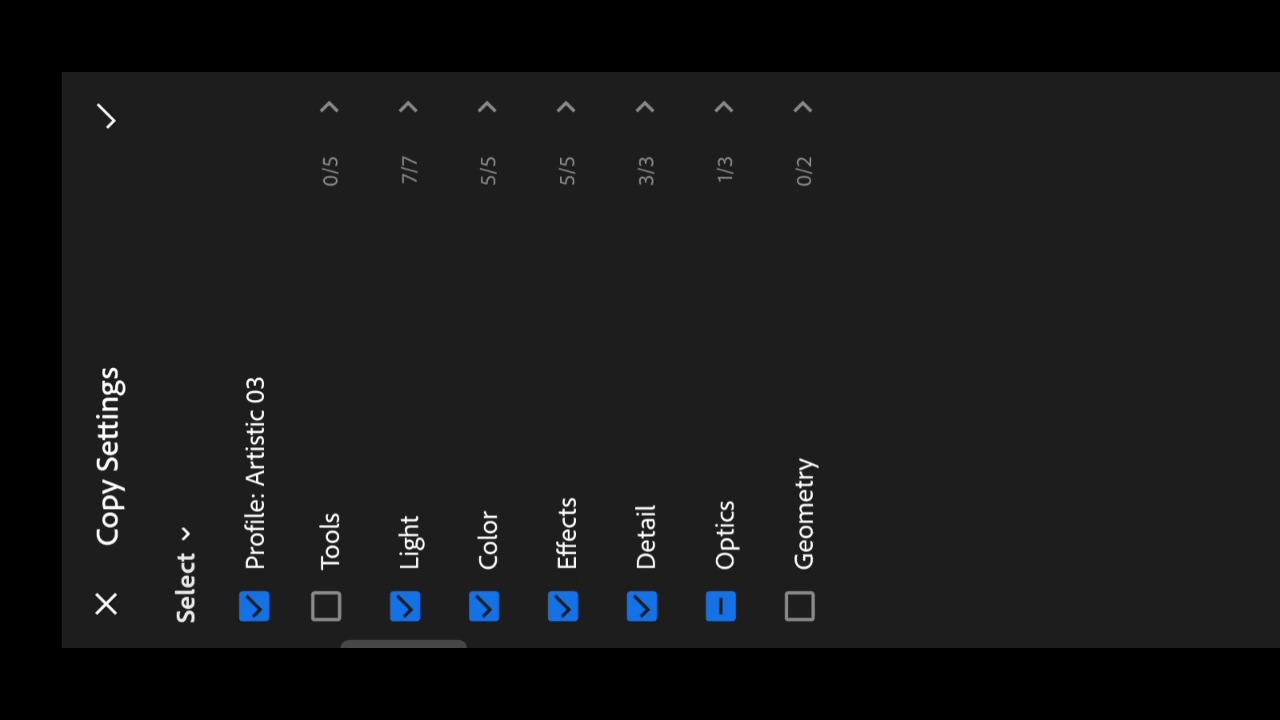 Copy Settings
Select
Profile: Artistic 03
Tools 0/5
Light 7/7
Color 5/5
Effects 5/5
Detail 3/3
Optics 1/3
Geometry 0/2